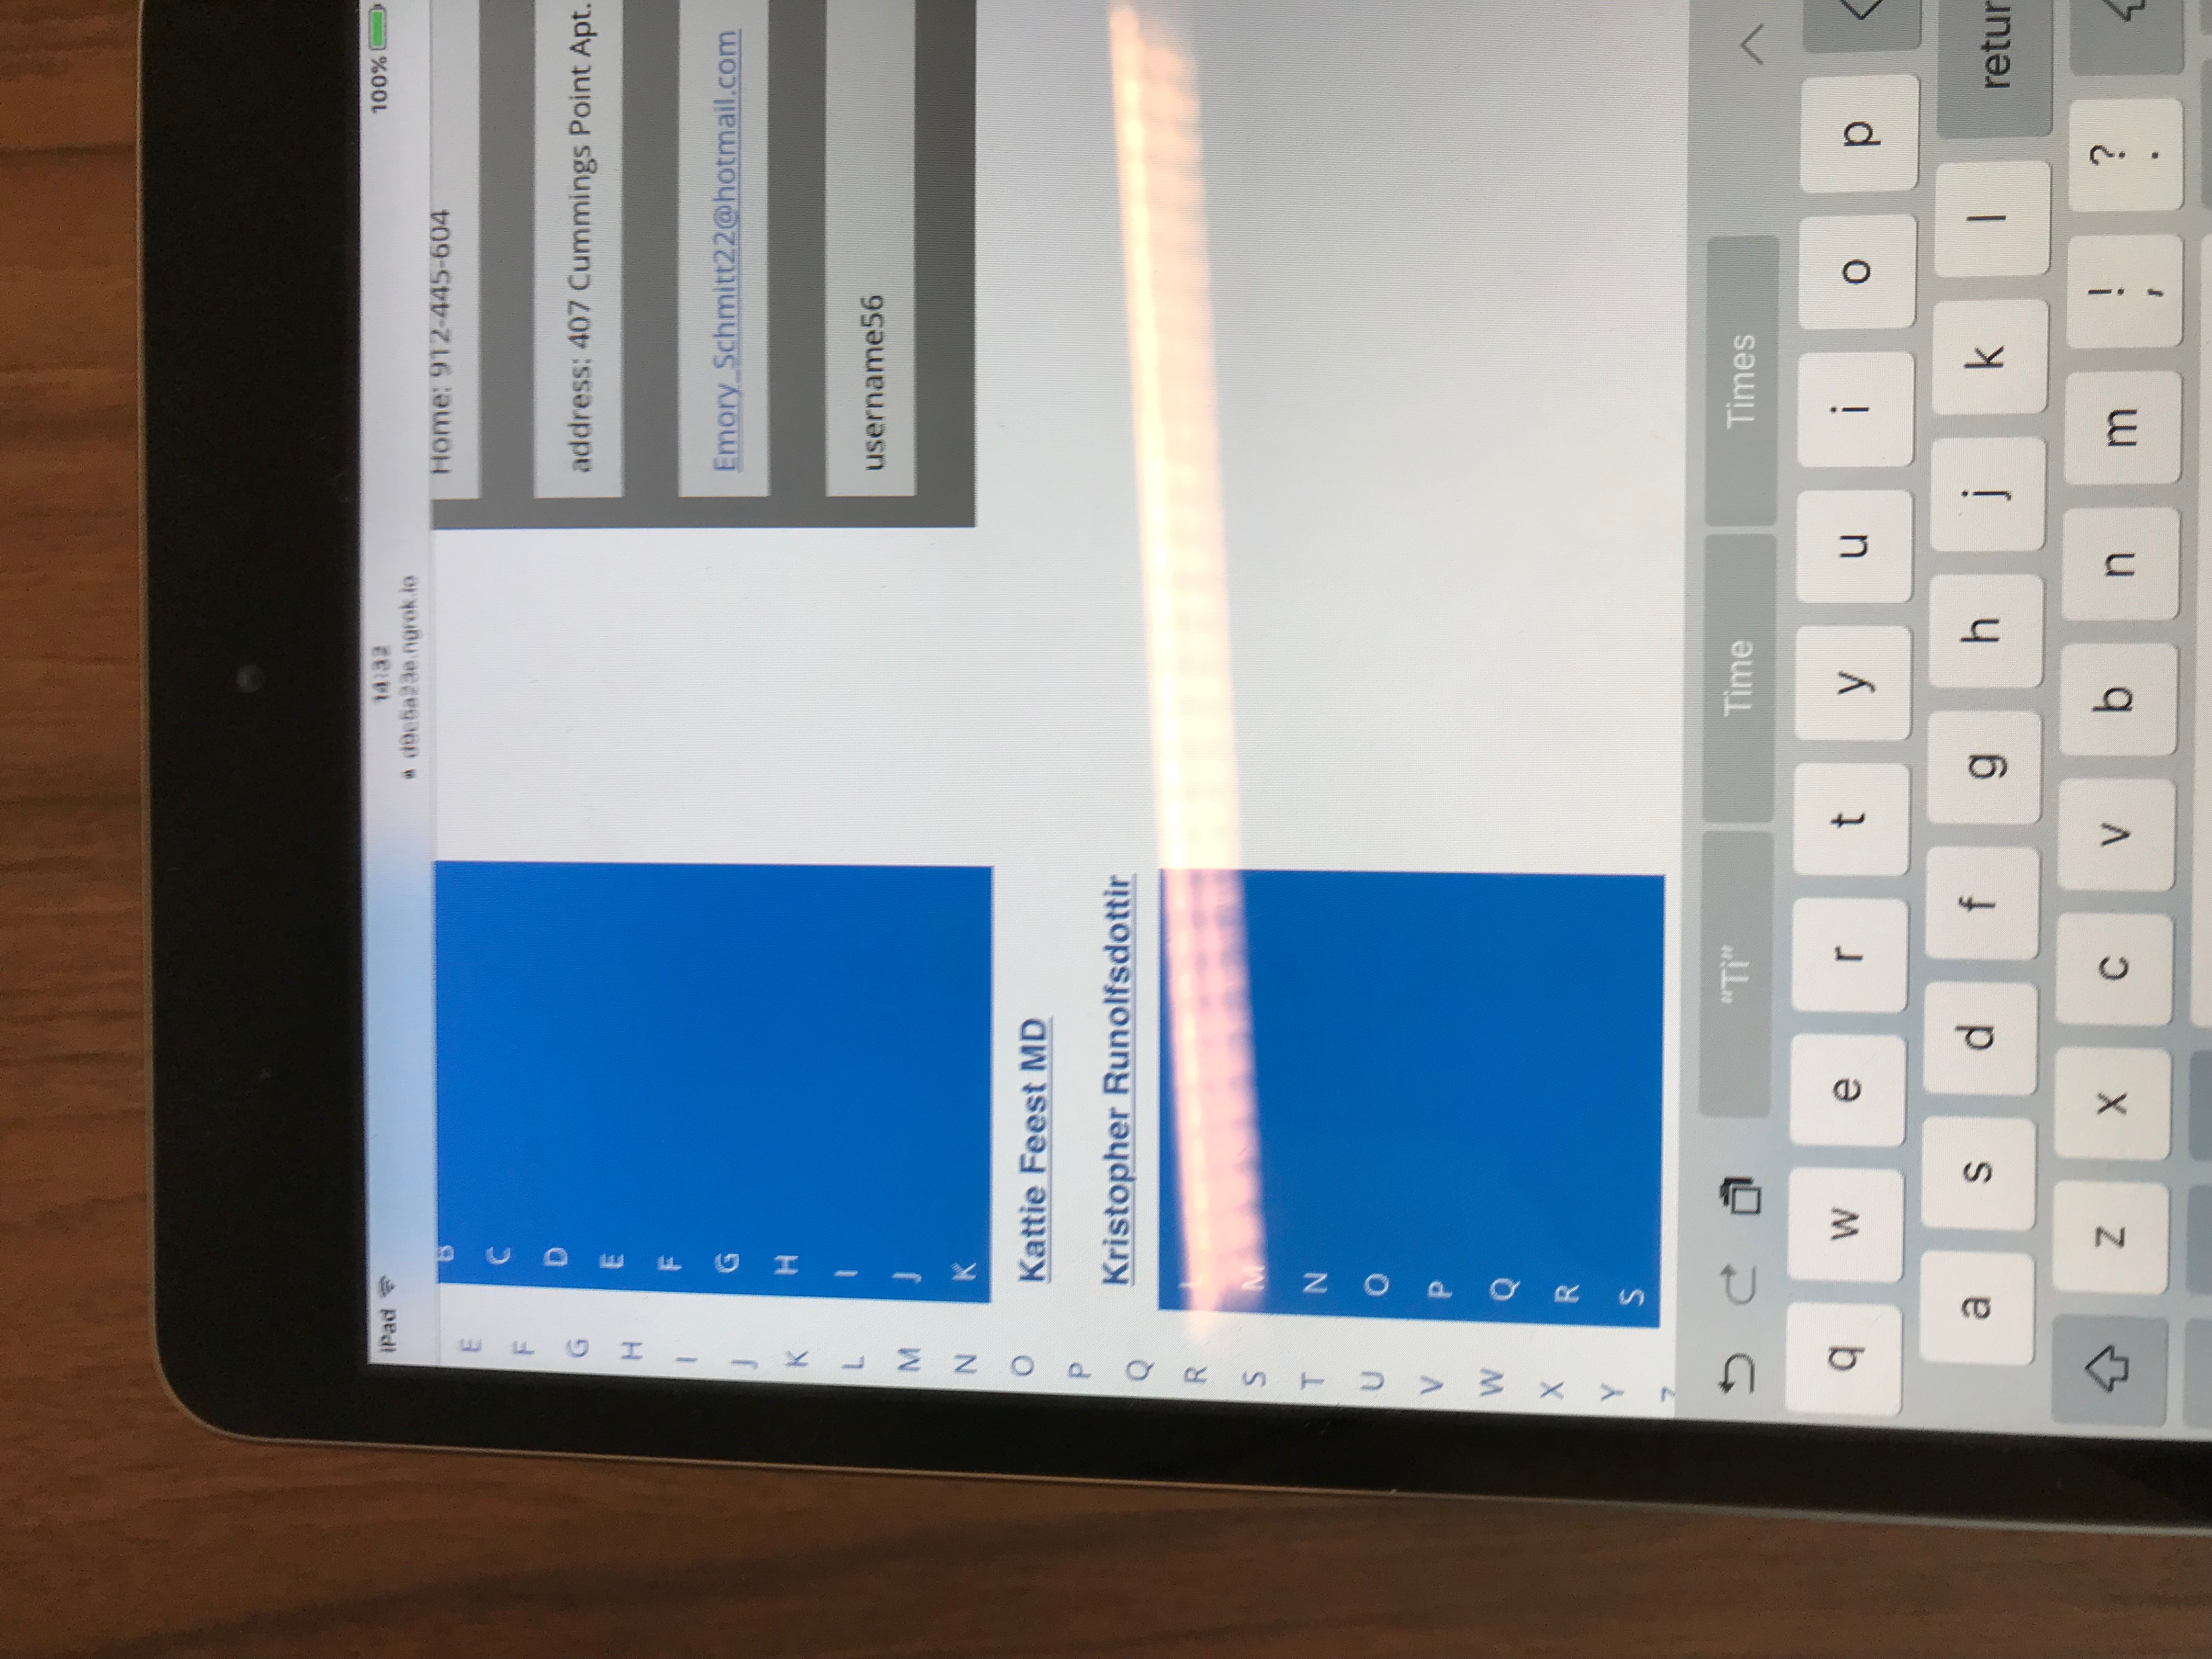 iPad
14:32
100%
d9c5a23e.ngrok.io
E
F
G
H
I
J
K
L
M
N
O
P
Q
R
S
T
U
V
W
X
Y
Z
B
C
D
E
F
G
H
I
J
K
Kattie Feest MD
Kristopher Runolfsdottir
L
M
N
O
P
Q
R
S
Home: 912-445-604
address: 407 Cummings Point Apt.
Emory_Schmitt22@hotmail.com
username56
"Ti" Time Times
q w e r t y u i o p
a s d f g h j k l retur
z x c v b n m ! ?
, .